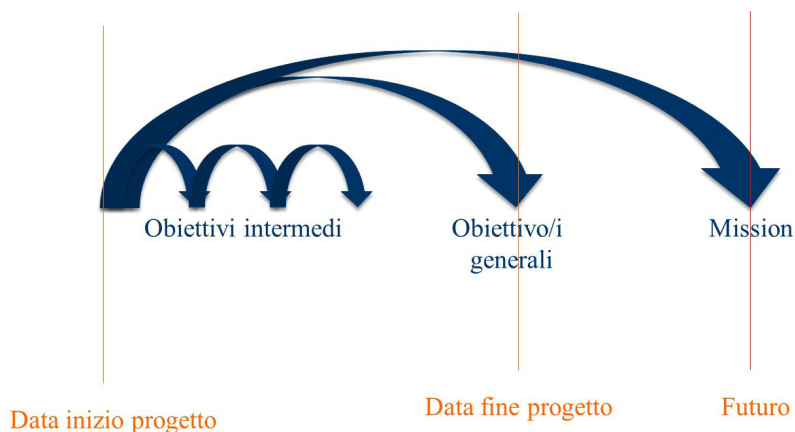 Obiettivi intermedi
Obiettivo/i
generali
Mission
Data inizio progetto
Data fine progetto
Futuro